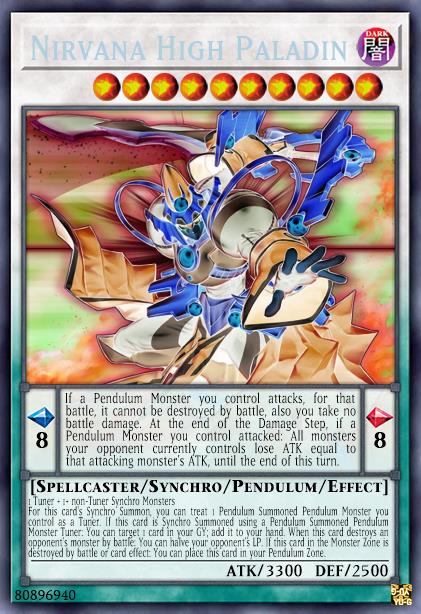 Nirvana High Paladin
DARK
闇
If a Pendulum Monster you control attacks, for that
battle, it cannot be destroyed by battle, also you take no
battle damage. At the end of the Damage Step, if a
Pendulum Monster you control attacked: All monsters
your opponent currently controls lose ATK equal to
that attacking monster's ATK, until the end of this turn.
8
8
[Spellcaster/Synchro/Pendulum/Effect]
1 Tuner + 1+ non-Tuner Synchro Monsters
For this card's Synchro Summon, you can treat 1 Pendulum Summoned Pendulum Monster you
control as a Tuner. If this card is Synchro Summoned using a Pendulum Summoned Pendulum
Monster Tuner: You can target 1 card in your GY; add it to your hand. When this card destroys an
opponent's monster by battle: You can halve your opponent's LP. If this card in the Monster Zone is
destroyed by battle or card effect: You can place this card in your Pendulum Zone.
ATK/3300 DEF/2500
80896940